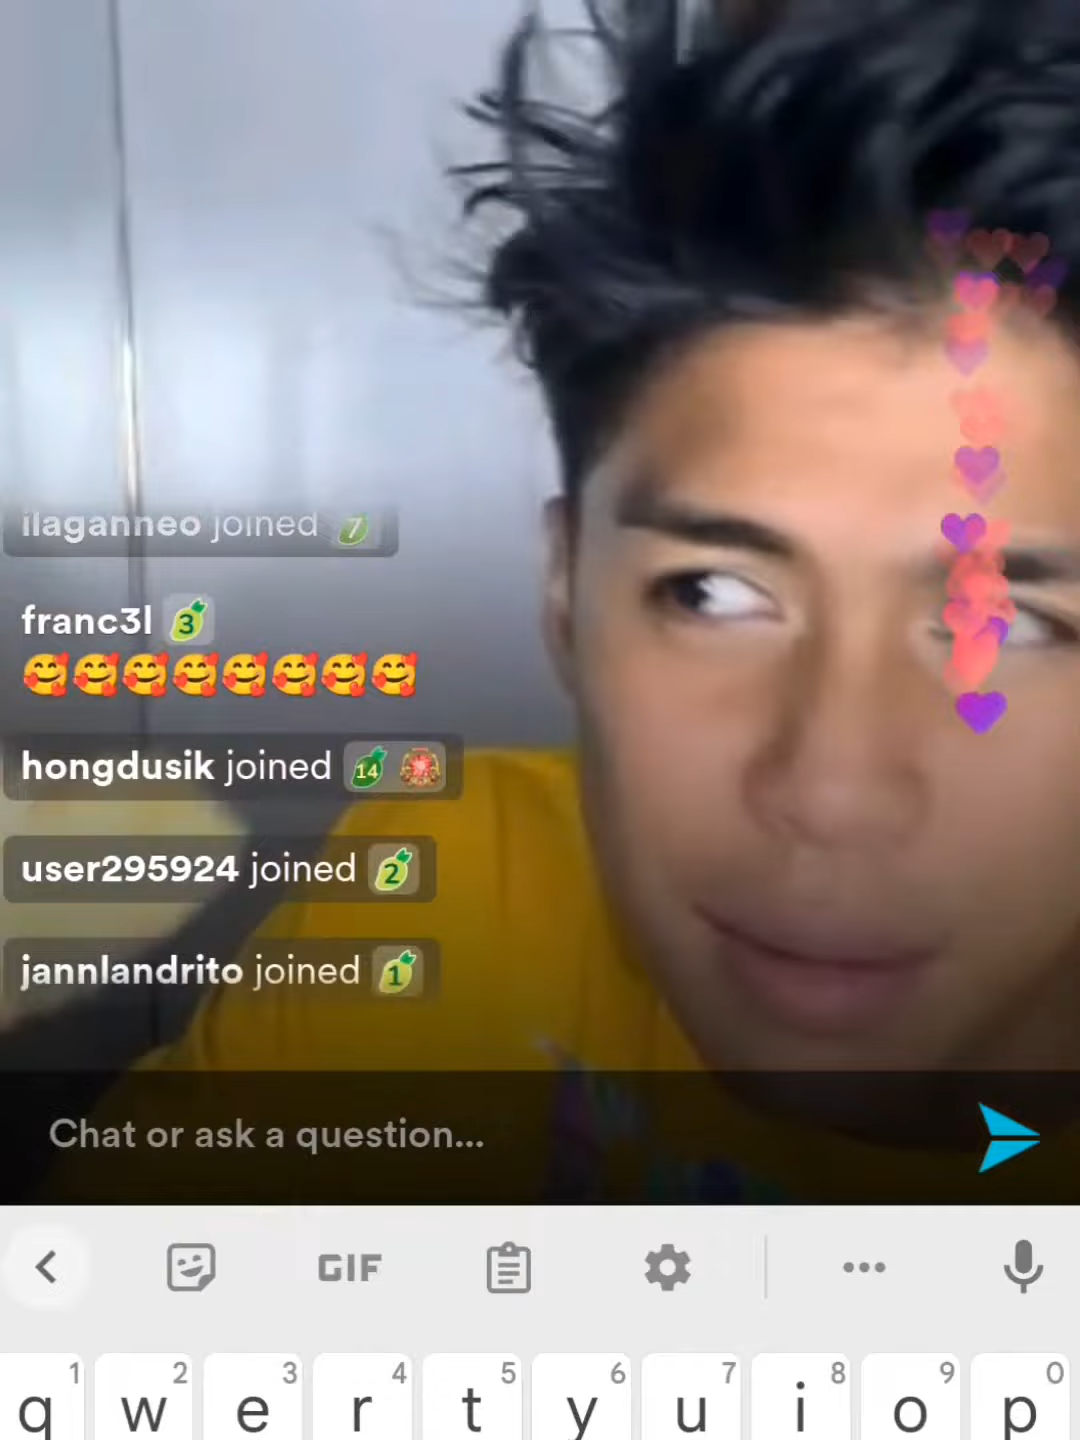 ilaganneo joined 7
franc3l 3
🥰🥰🥰🥰🥰🥰🥰🥰
hongdusik joined 14
user295924 joined 2
jannlandrito joined 1
Chat or ask a question...
GIF
1 2 3 4 5 6 7 8 9 0
q w e r t y u i o p